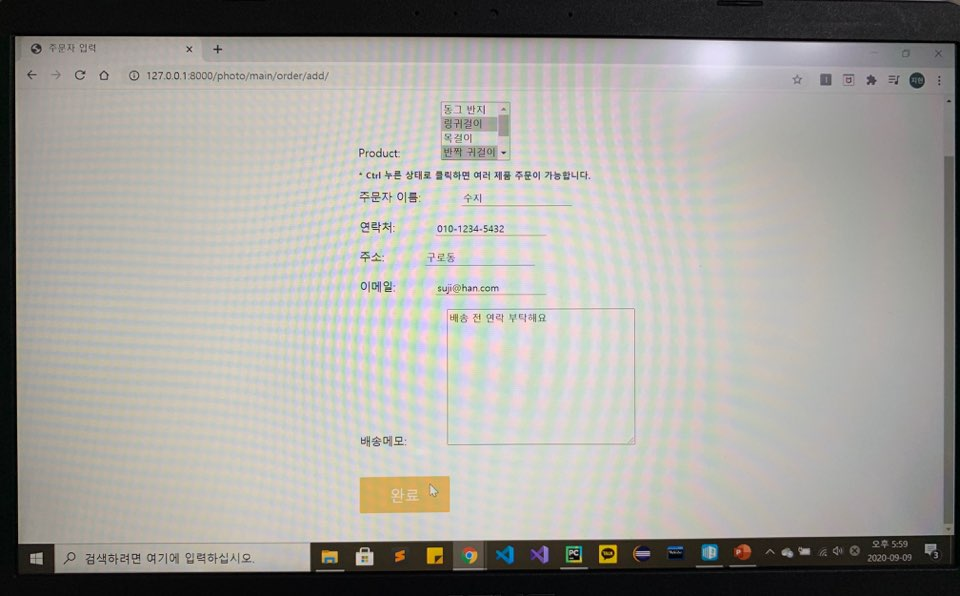 주문자 입력
127.0.0.1:8000/photo/main/order/add/
지현
동그 반지
링귀걸이
목걸이
반짝 귀걸이
Product:
* Ctrl 누른 상태로 클릭하면 여러 제품 주문이 가능합니다.
주문자 이름: 수지
연락처: 010-1234-5432
주소: 구로동
이메일: suji@han.com
배송 전 연락 부탁해요
배송메모:
완료
검색하려면 여기에 입력하십시오.
PC
TALK
P
오후 5:59
2020-09-09
3